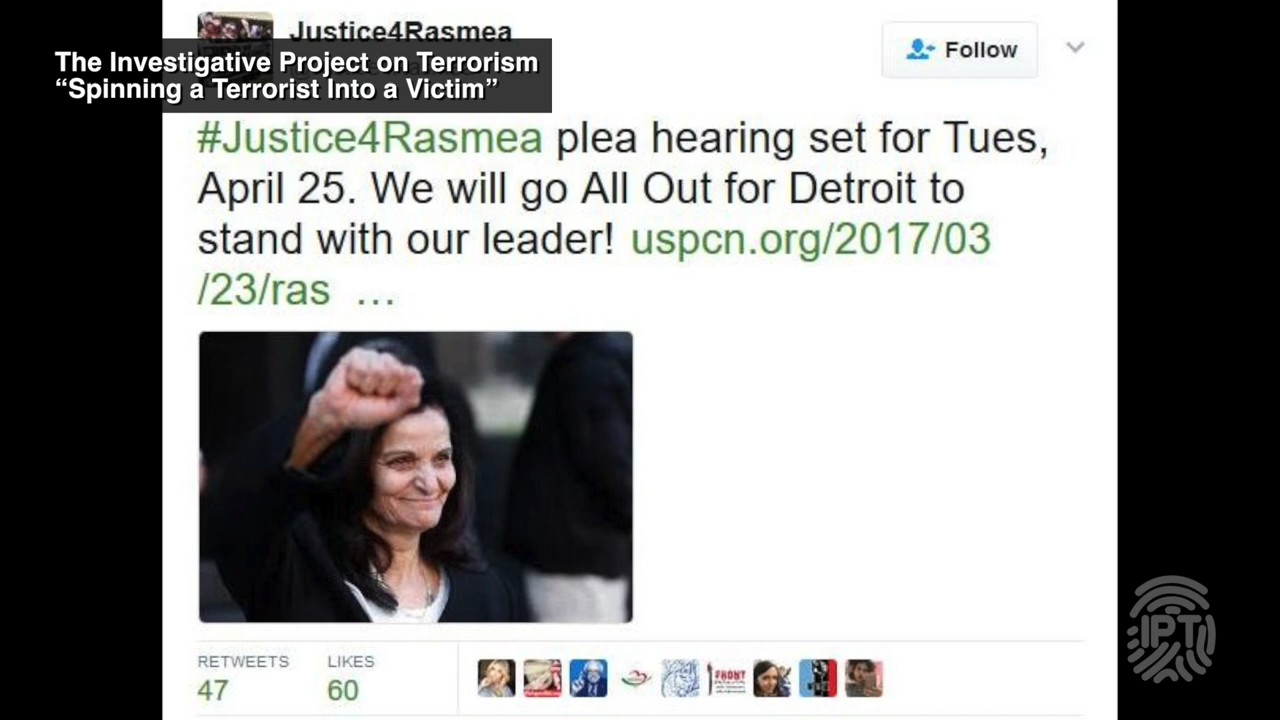 Justice4Rasmea
The Investigative Project on Terrorism
“Spinning a Terrorist Into a Victim”
Follow
#Justice4Rasmea plea hearing set for Tues,
April 25. We will go All Out for Detroit to
stand with our leader! uspcn.org/2017/03
/23/ras …
RETWEETS
LIKES
47
60
FRONT
IPT